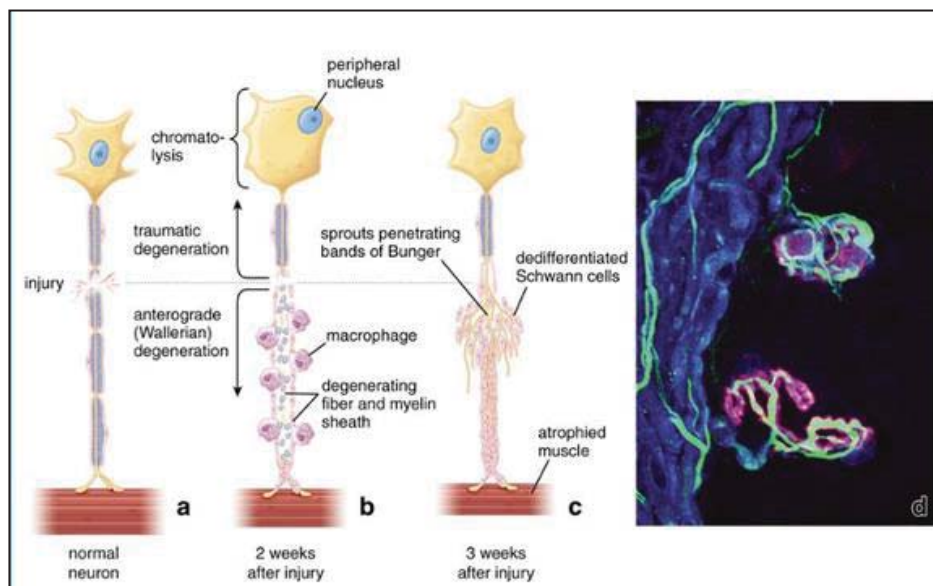 peripheral
nucleus
chromato-
lysis
traumatic
degeneration
injury
anterograde
(Wallerian)
degeneration
macrophage
degenerating
fiber and myelin
sheath
sprouts penetrating
bands of Bunger
dedifferentiated
Schwann cells
atrophied
muscle
a
b
c
d
normal
neuron
2 weeks
after injury
3 weeks
after injury